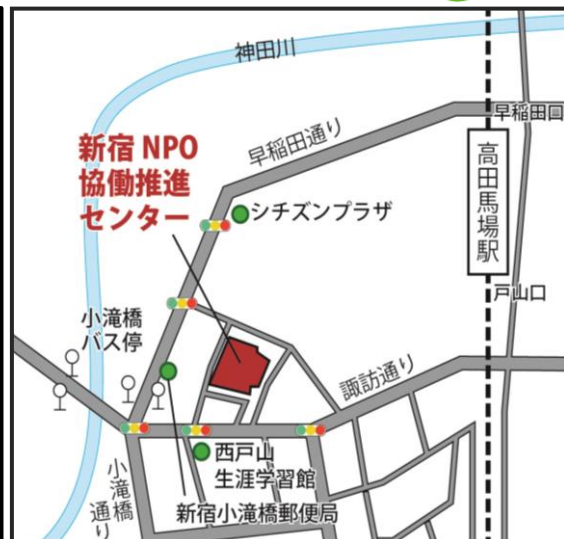 神田川
早稲田口
早稲田通り
新宿 NPO
協働推進
センター
高田馬場駅
シチズンプラザ
戸山口
小滝橋
バス停
諏訪通り
西戸山
生涯学習館
小滝橋
通り
新宿小滝橋郵便局